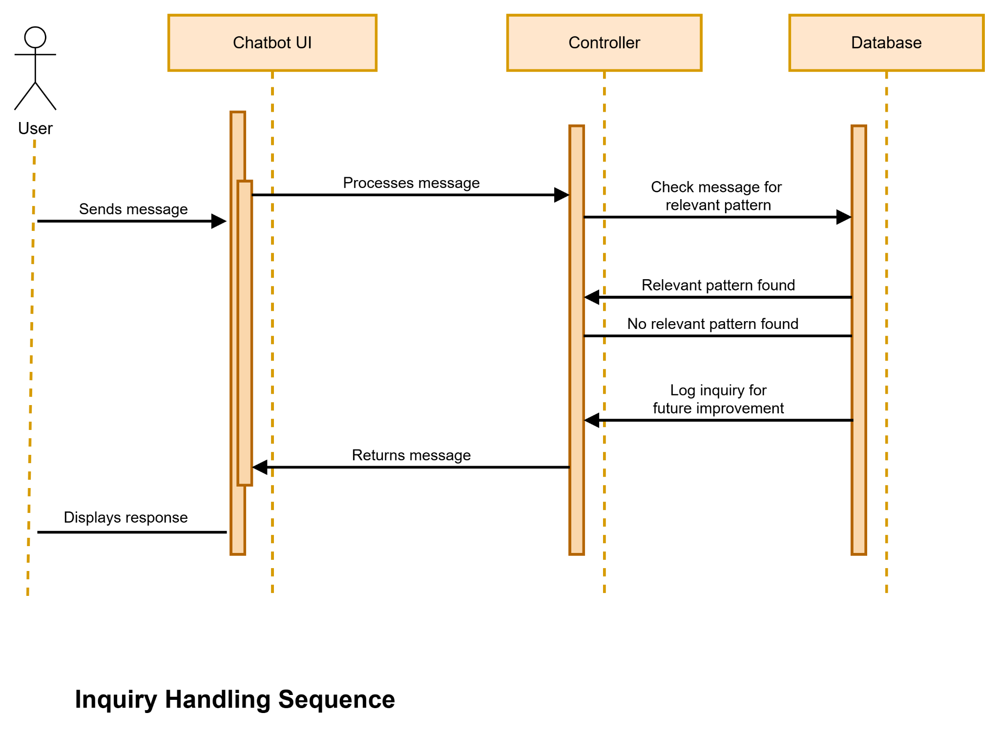 Chatbot UI
Controller
Database
User
Processes message
Check message for
relevant pattern
Sends message
Relevant pattern found
No relevant pattern found
Log inquiry for
future improvement
Returns message
Displays response
Inquiry Handling Sequence